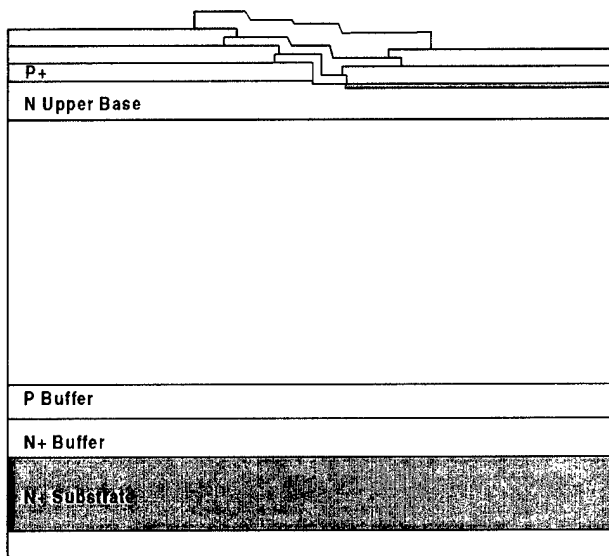 P+
N Upper Base
P Buffer
N+ Buffer
N+ Substrate